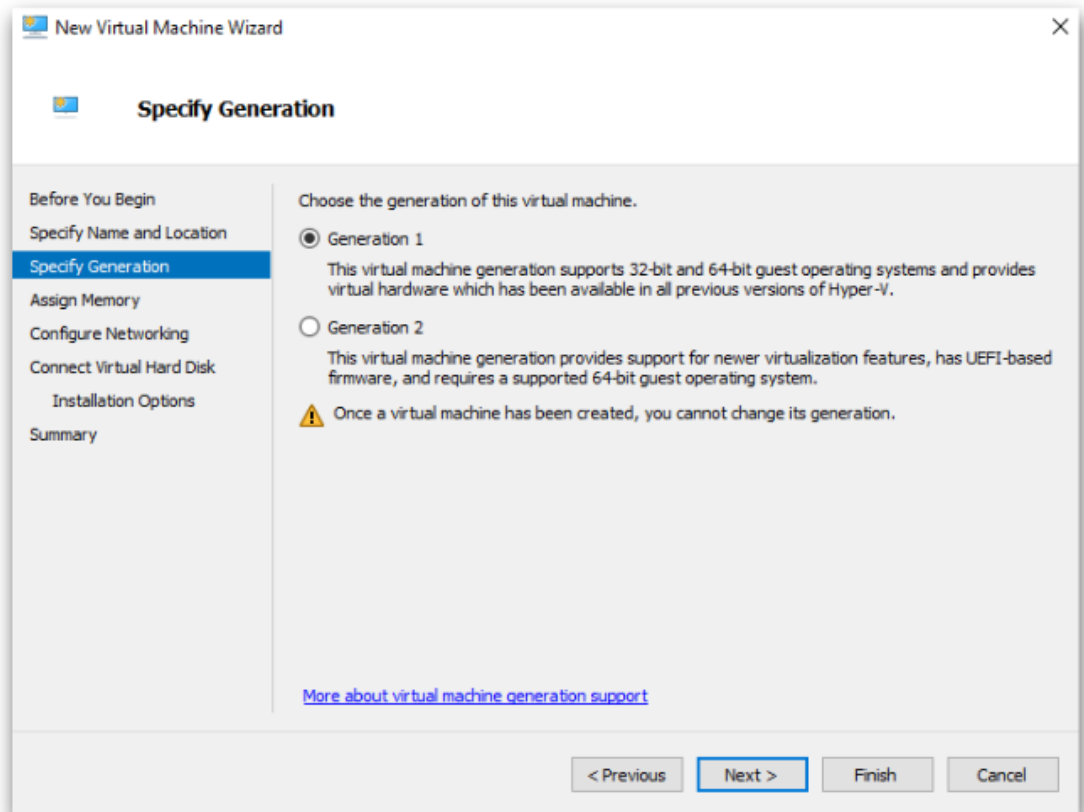 New Virtual Machine Wizard
Specify Generation
Before You Begin
Specify Name and Location
Specify Generation
Assign Memory
Configure Networking
Connect Virtual Hard Disk
Installation Options
Summary
Choose the generation of this virtual machine.
Generation 1
This virtual machine generation supports 32-bit and 64-bit guest operating systems and provides
virtual hardware which has been available in all previous versions of Hyper-V.
Generation 2
This virtual machine generation provides support for newer virtualization features, has UEFI-based
firmware, and requires a supported 64-bit guest operating system.
Once a virtual machine has been created, you cannot change its generation.
More about virtual machine generation support
< Previous
Next >
Finish
Cancel